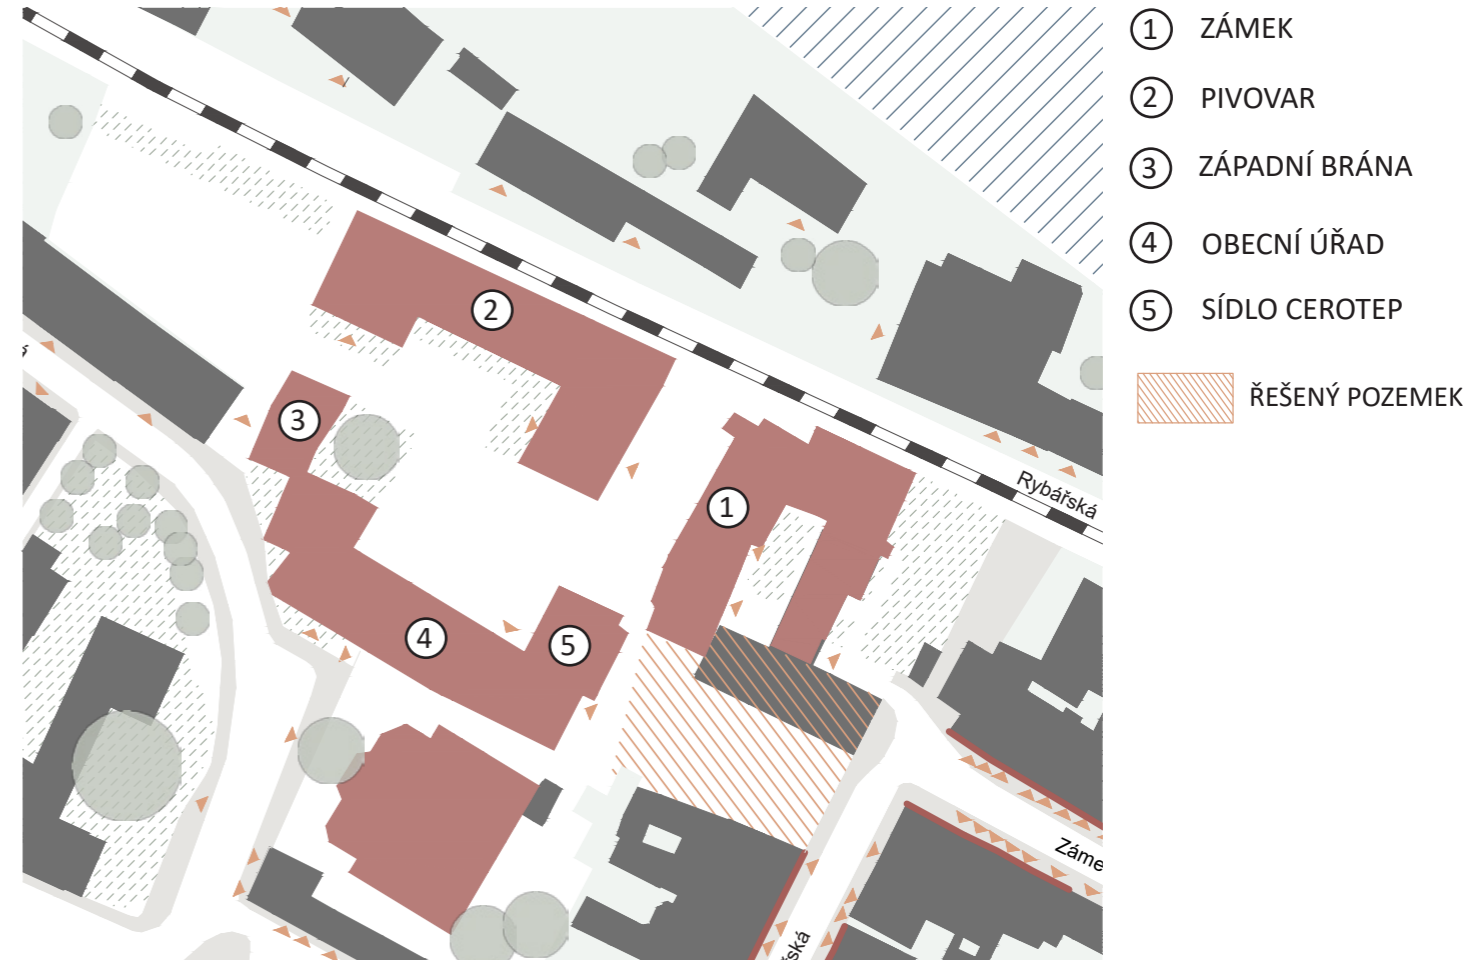 1 ZÁMEK
2 PIVOVAR
3 ZÁPADNÍ BRÁNA
4 OBECNÍ ÚŘAD
5 SÍDLO CEROTEP
ŘEŠENÝ POZEMEK
2
3
1
Rybářská
4
5
Záme
řská